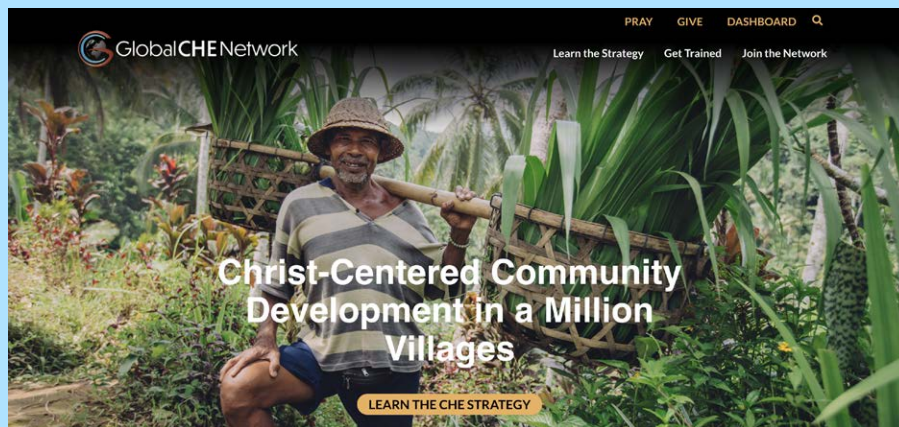 PRAY GIVE DASHBOARD
GlobalCHENetwork
Learn the Strategy Get Trained Join the Network
Christ-Centered Community
Development in a Million
Villages
LEARN THE CHE STRATEGY